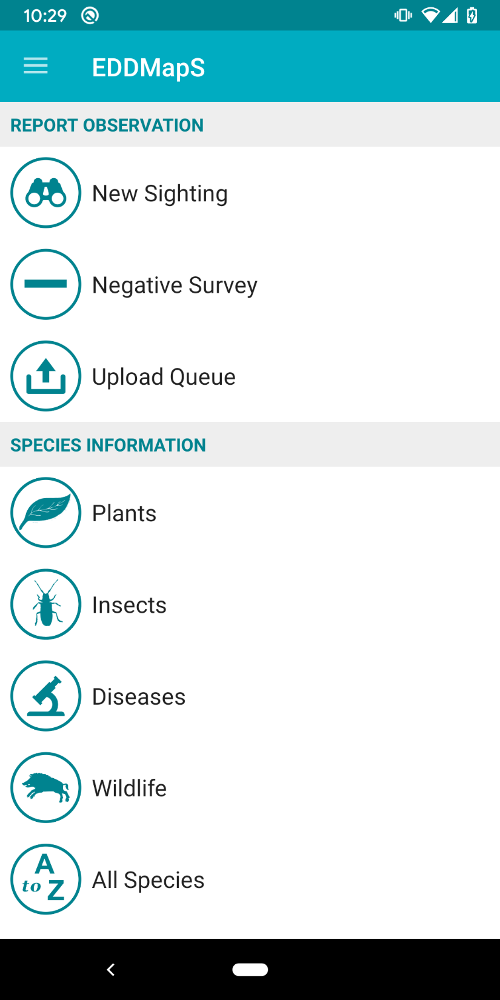 10:29
EDDMapS
REPORT OBSERVATION
New Sighting
Negative Survey
Upload Queue
SPECIES INFORMATION
Plants
Insects
Diseases
Wildlife
A
to Z
All Species